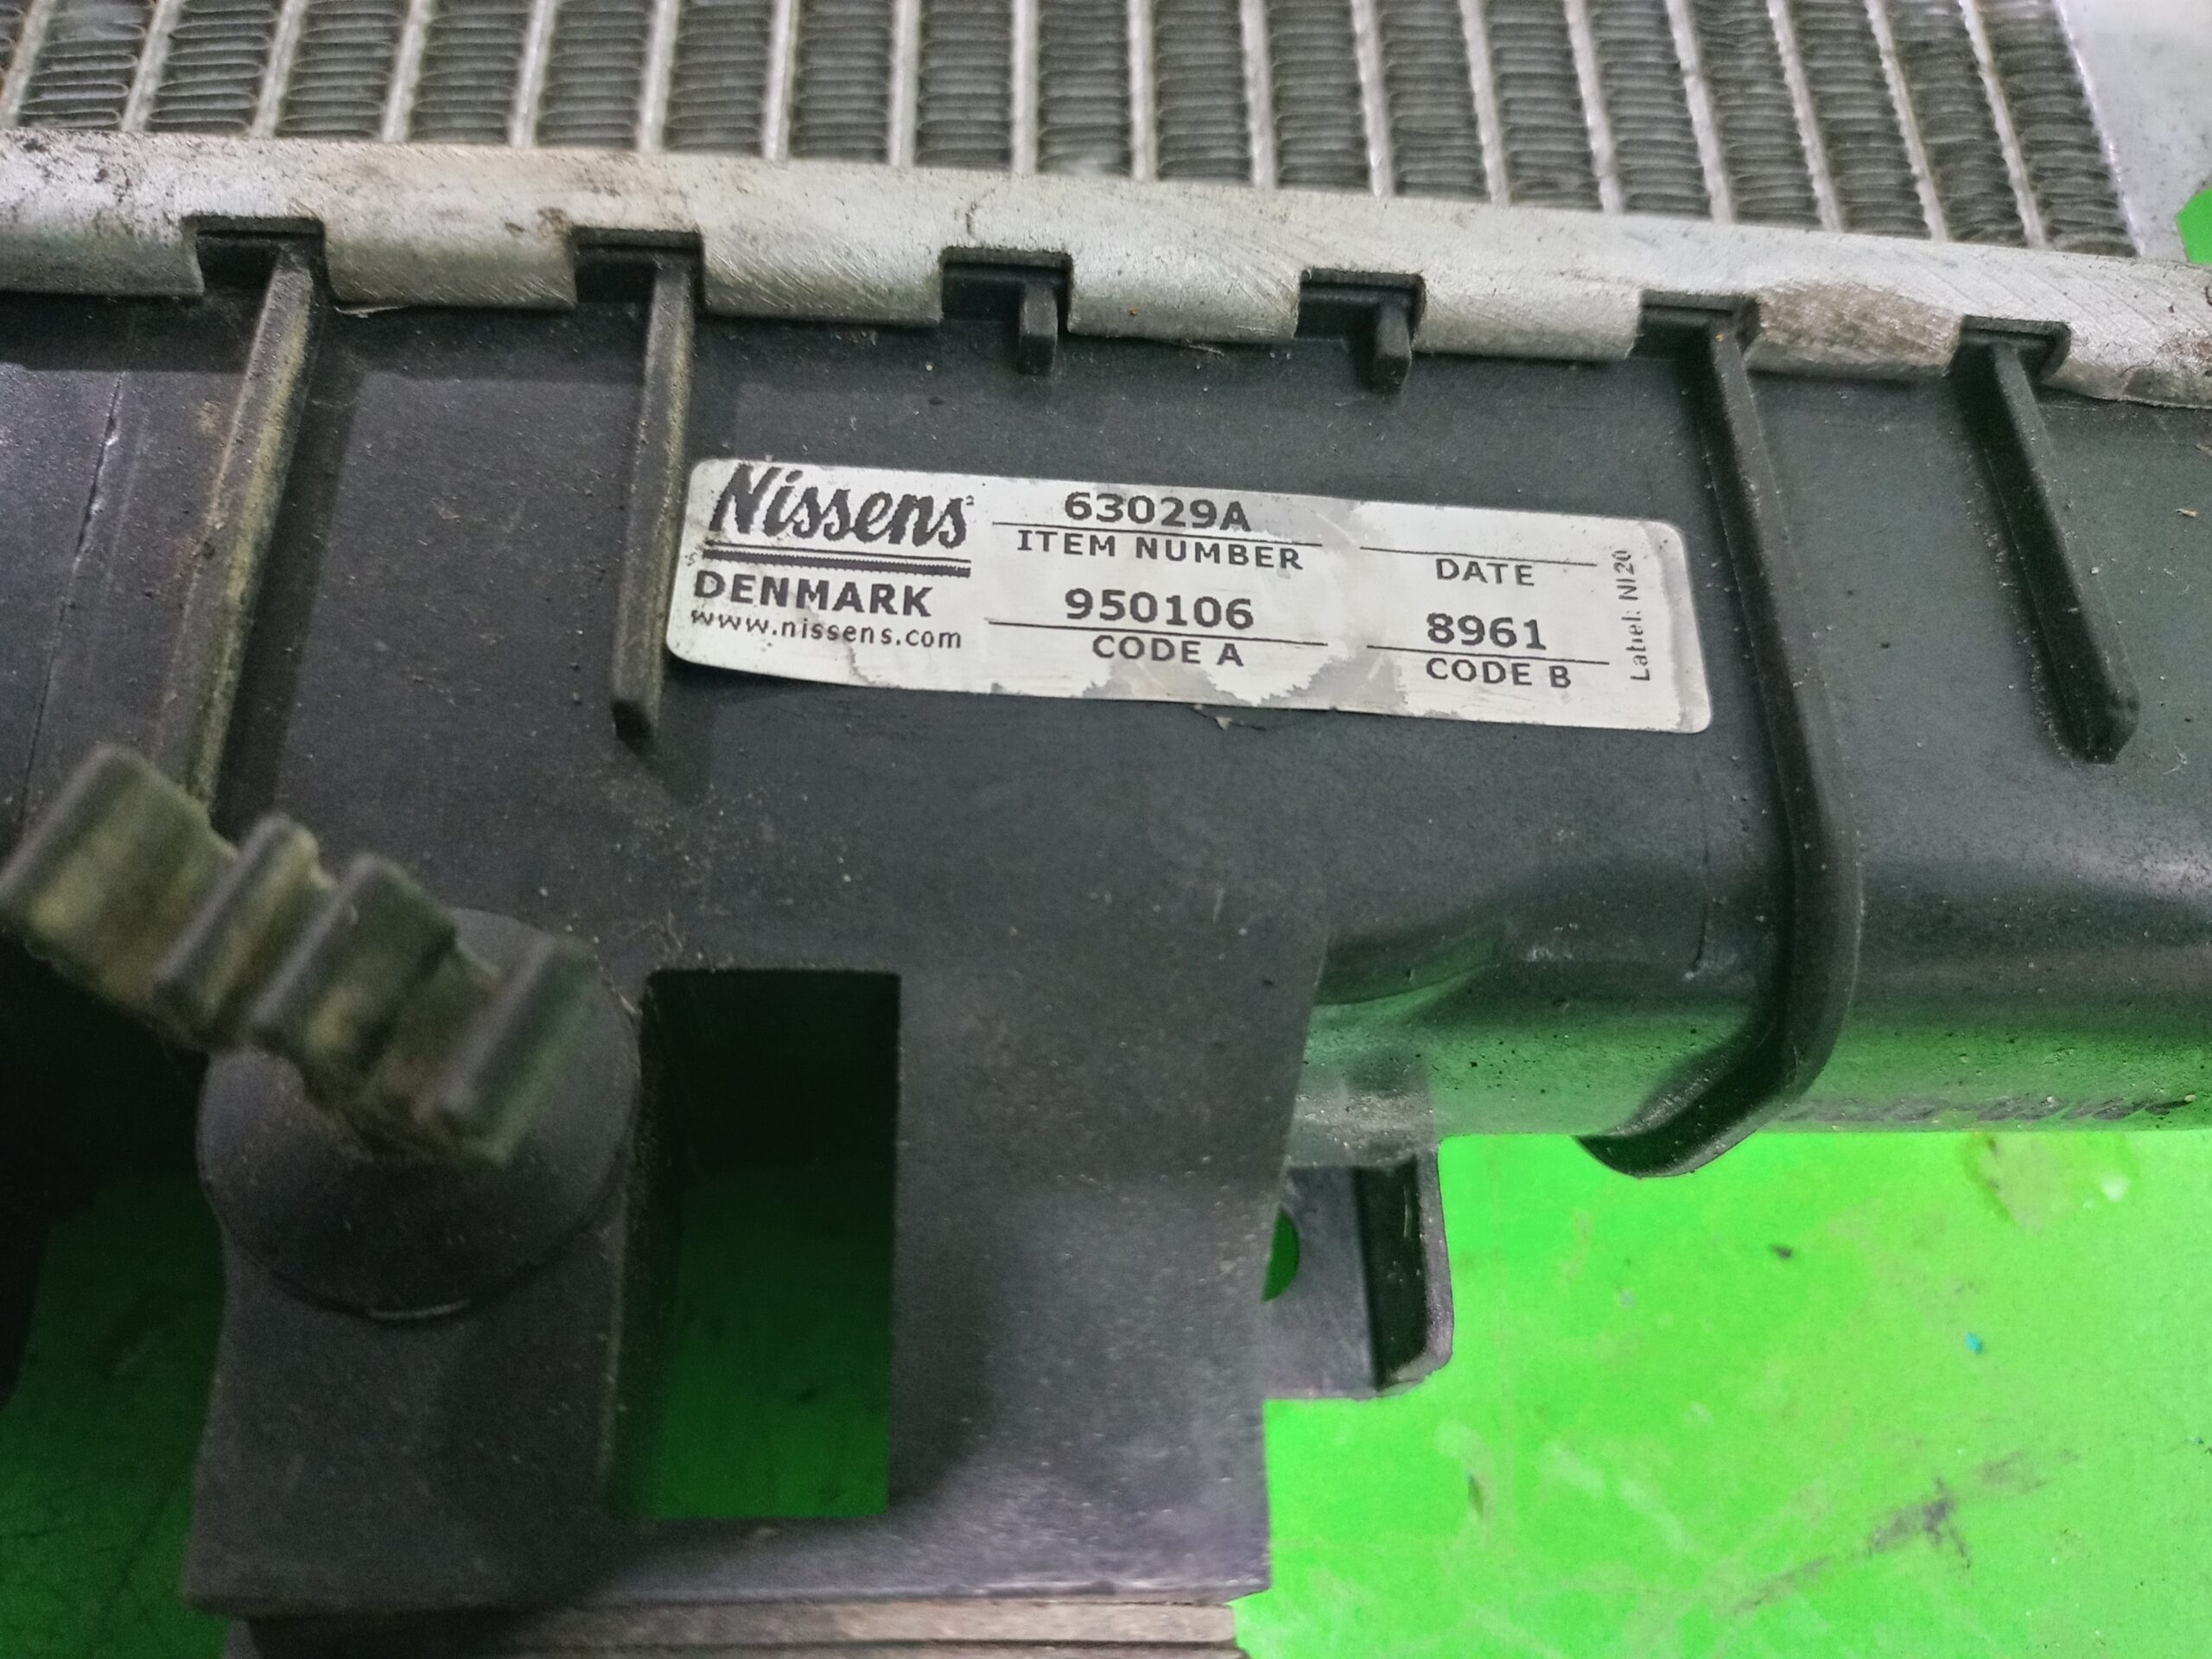 Nissens
DENMARK
www.nissens.com
63029A
ITEM NUMBER
950106
CODE A
DATE
8961
CODE B
Label: NI20